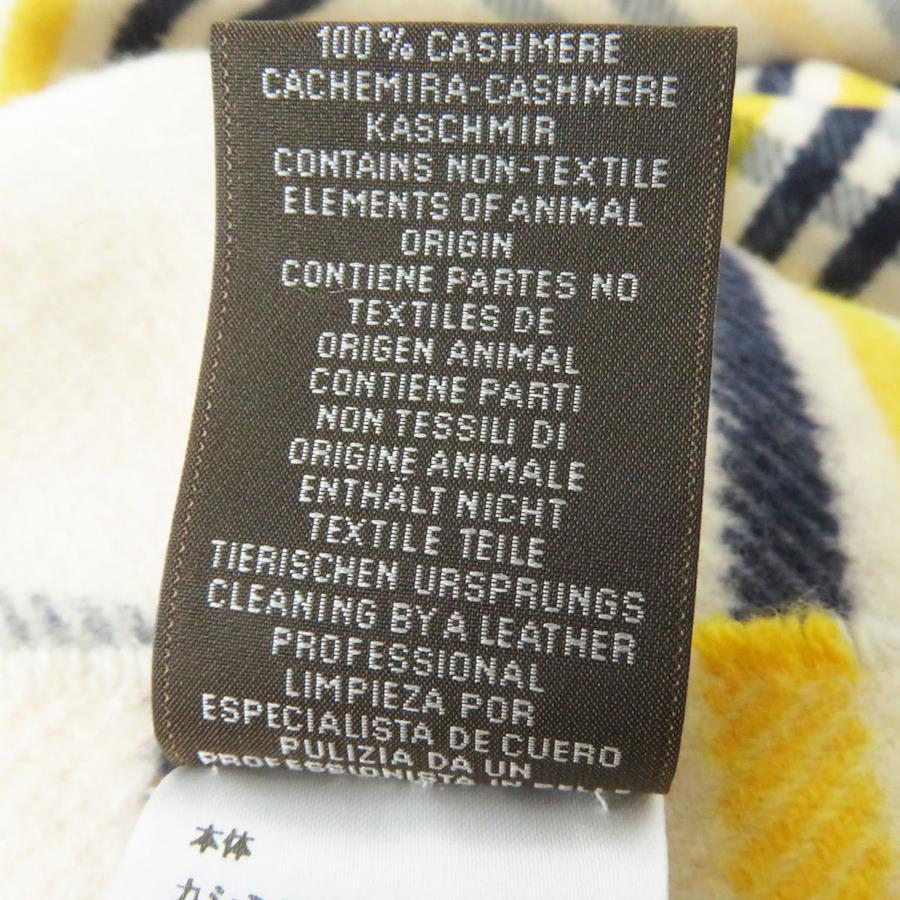 100% CASHMERE
CACHEMIRA-CASHMERE
KASCHMIR
CONTAINS NON-TEXTILE
ELEMENTS OF ANIMAL
ORIGIN
CONTIENE PARTES NO
TEXTILES DE
ORIGEN ANIMAL
CONTIENE PARTI
NON TESSILI DI
ORIGINE ANIMALE
ENTHÄLT NICHT
TEXTILE TEILE
TIERISCHEN URSPRUNGS
CLEANING BY A LEATHER
PROFESSIONAL
LIMPIEZA POR
ESPECIALISTA DE CUERO
PULIZIA DA UN
PROFESSIONISTA IN
本体